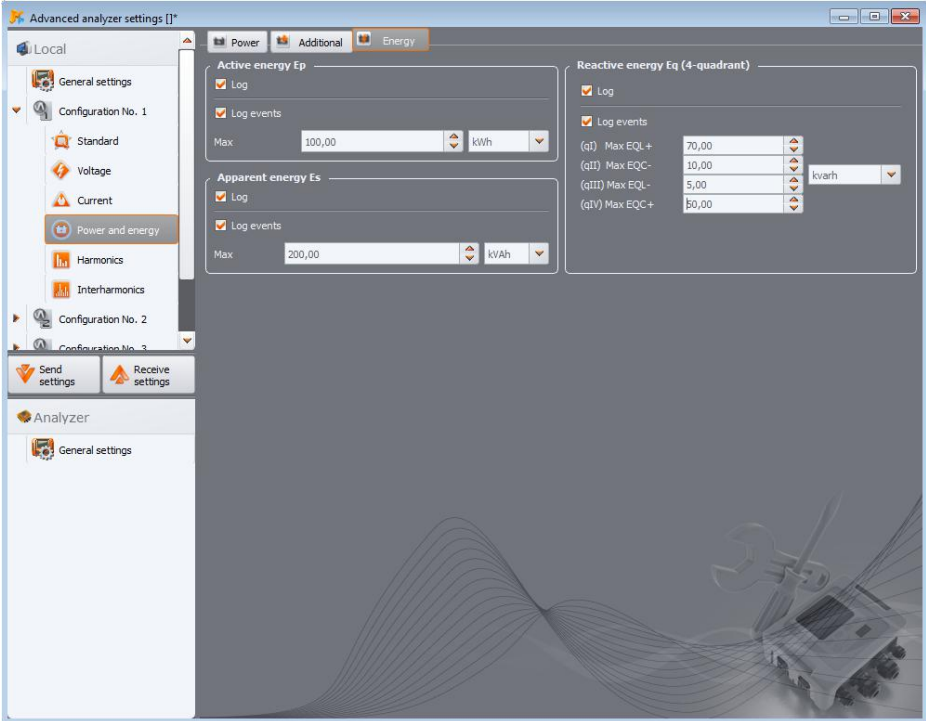 Advanced analyzer settings []*
Local
General settings
Configuration No. 1
Standard
Voltage
Current
Power and energy
Harmonics
Interharmonics
Configuration No. 2
Configuration No. 3
Send settings
Receive settings
Analyzer
General settings
Power Additional Energy
Active energy Ep
Log
Log events
Max 100,00 kWh
Apparent energy Es
Log
Log events
Max 200,00 kVAh
Reactive energy Eq (4-quadrant)
Log
Log events
(qI) Max EQL+ 70,00
(qII) Max EQC- 10,00
(qIII) Max EQL- 5,00
(qIV) Max EQC+ 50,00
kvarh